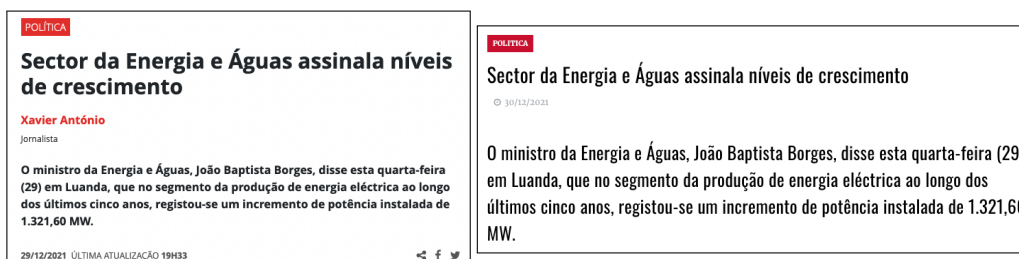 POLÍTICA
Sector da Energia e Águas assinala níveis
de crescimento
Xavier António
Jornalista
O ministro da Energia e Águas, João Baptista Borges, disse esta quarta-feira
(29) em Luanda, que no segmento da produção de energia eléctrica ao longo
dos últimos cinco anos, registou-se um incremento de potência instalada de
1.321,60 MW.
29/12/2021 ÚLTIMA ATUALIZAÇÃO 19H33
POLITICA
Sector da Energia e Águas assinala níveis de crescimento
30/12/2021
O ministro da Energia e Águas, João Baptista Borges, disse esta quarta-feira (29
em Luanda, que no segmento da produção de energia eléctrica ao longo dos
últimos cinco anos, registou-se um incremento de potência instalada de 1.321,6
MW.